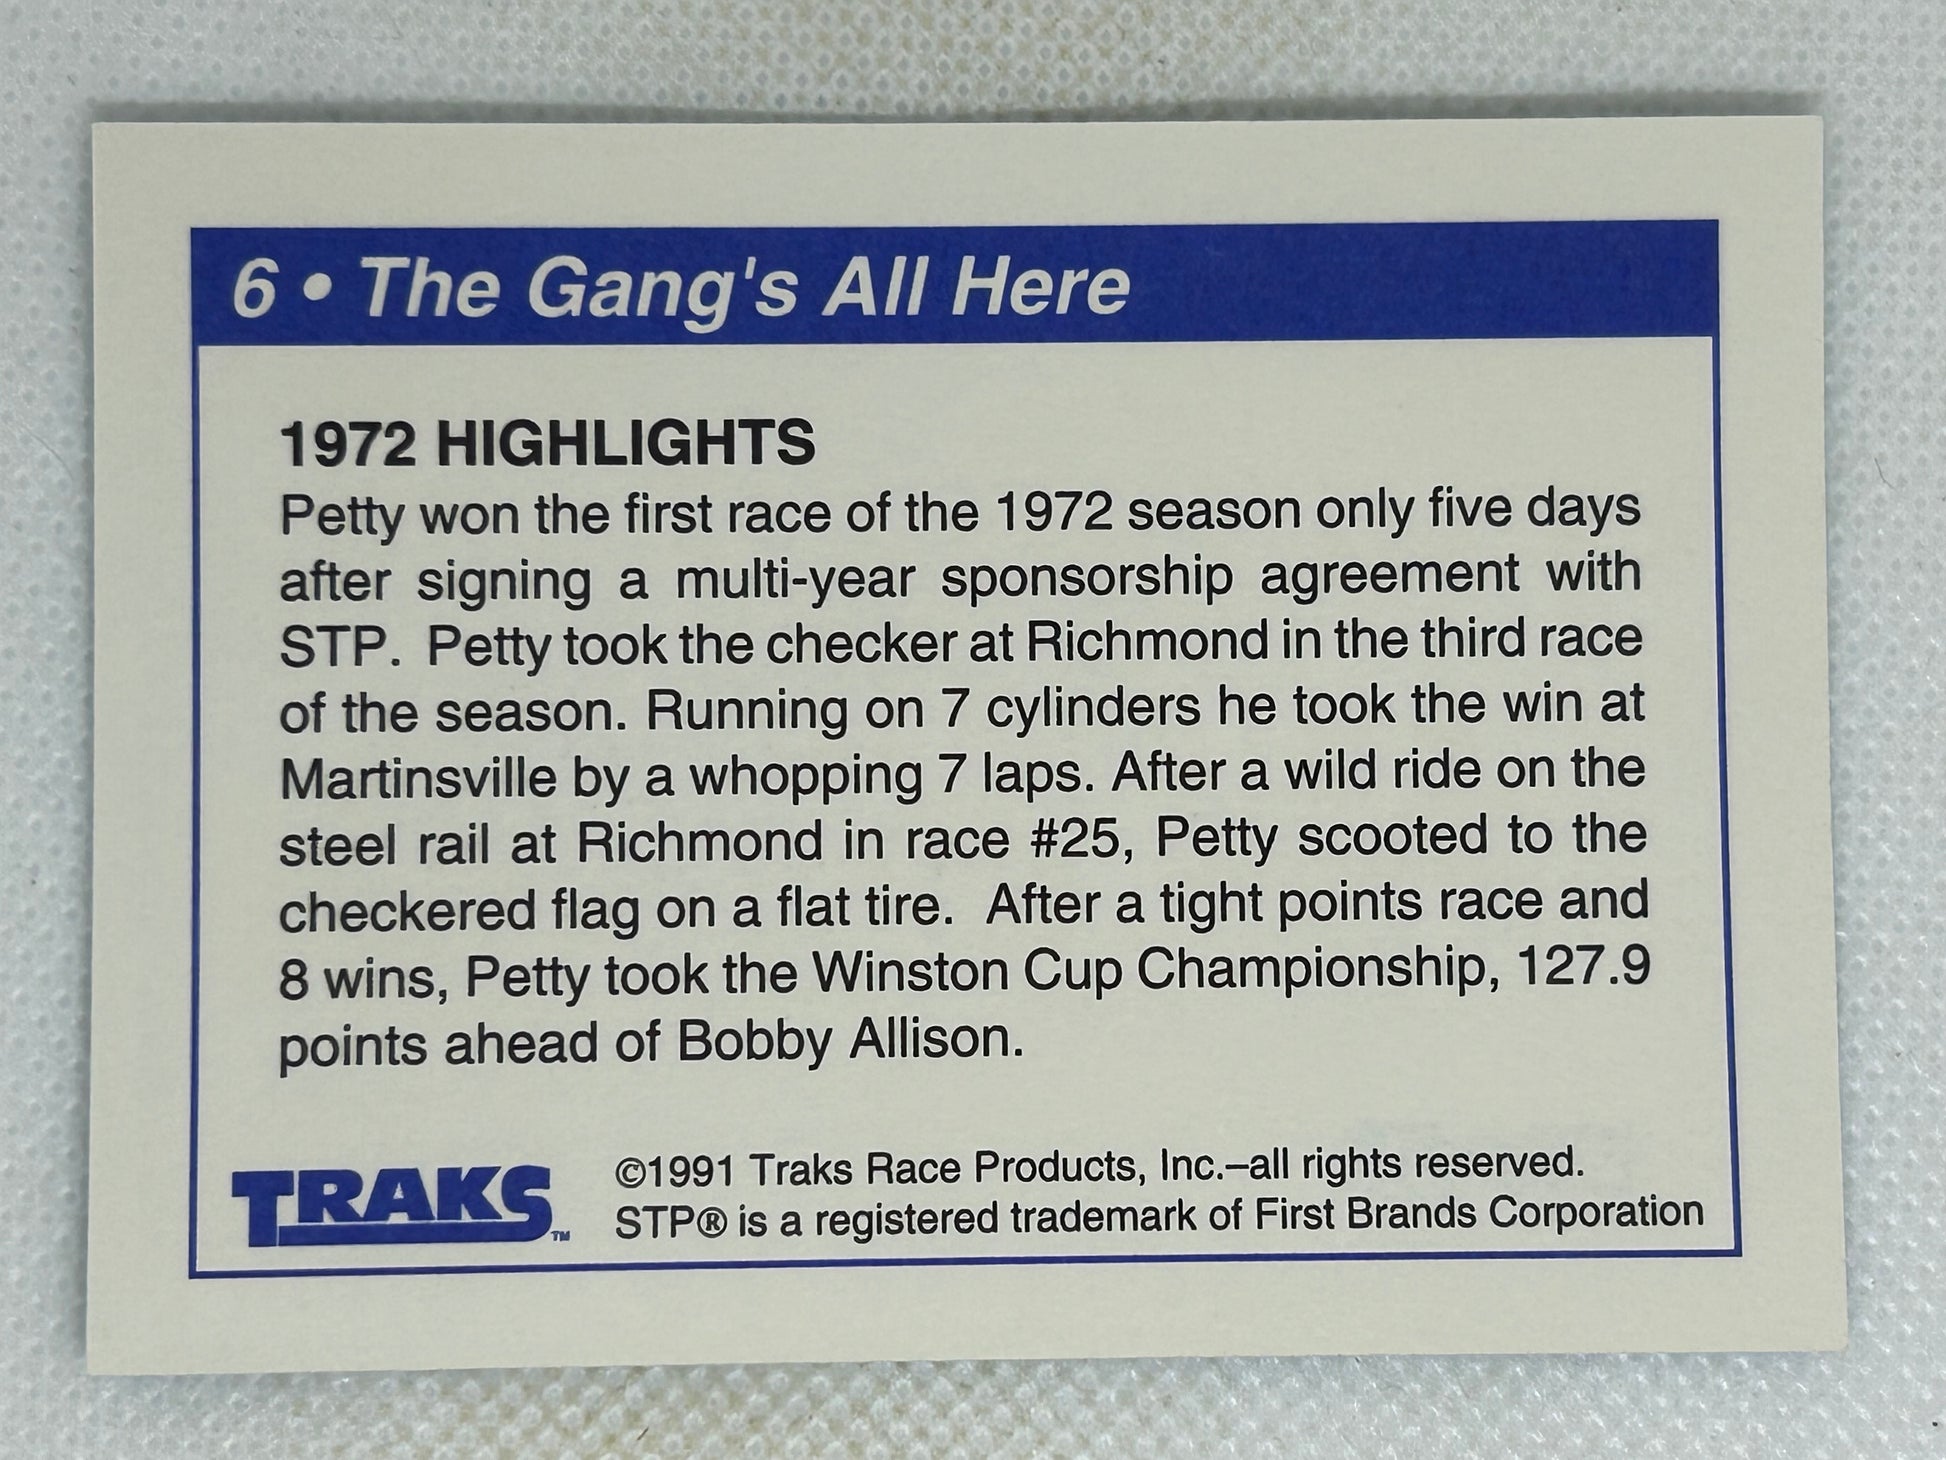 6 • The Gang's All Here
1972 HIGHLIGHTS
Petty won the first race of the 1972 season only five days
after signing a multi-year sponsorship agreement with
STP. Petty took the checker at Richmond in the third race
of the season. Running on 7 cylinders he took the win at
Martinsville by a whopping 7 laps. After a wild ride on the
steel rail at Richmond in race #25, Petty scooted to the
checkered flag on a flat tire. After a tight points race and
8 wins, Petty took the Winston Cup Championship, 127.9
points ahead of Bobby Allison.
TRAKS™
©1991 Traks Race Products, Inc.–all rights reserved.
STP® is a registered trademark of First Brands Corporation